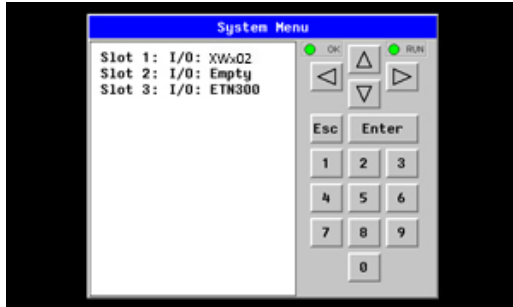 System Menu
Slot 1: I/O: XWx02
Slot 2: I/O: Empty
Slot 3: I/O: ETN300
OK RUN
Esc Enter
1 2 3
4 5 6
7 8 9
0